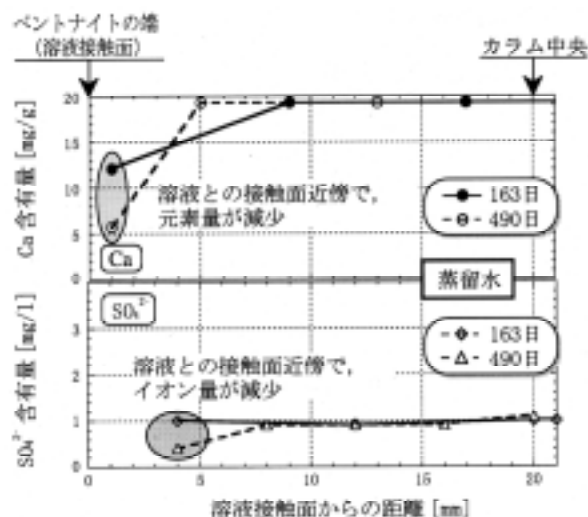 ベントナイトの端
(溶液接触面)
カラム中央
Ca 含有量 [mg/g]
20
15
10
5
0
溶液との接触面近傍で,
元素量が減少
Ca
163日
490日
蒸留水
SO₄²⁻ 含有量 [mg/l]
3
2
1
0
SO₄²⁻
溶液との接触面近傍で,
イオン量が減少
163日
490日
0
5
10
15
20
溶液接触面からの距離 [mm]